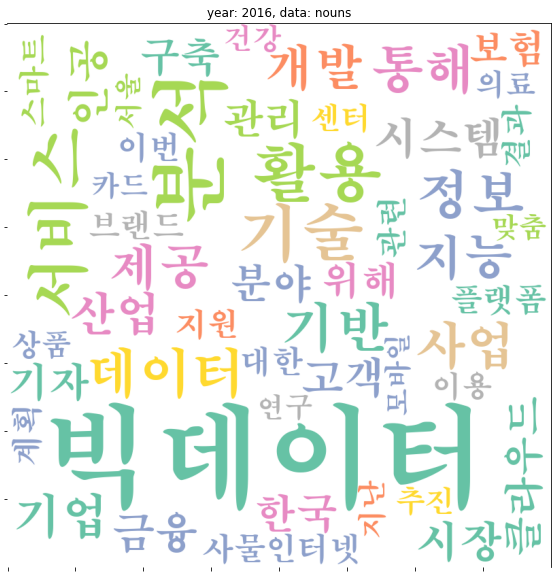 year: 2016, data: nouns
건강
스마트
인공
서울
구축
개발
통해
보험
의료
분석
관리
센터
시스템
결과
이번
서비스
카드
활용
정보
브랜드
기술
관련
맞춤
제공
분야
위해
지능
플랫폼
산업
지원
기반
사업
상품
기자
데이터
대한
고객
모바일
이용
계획
빅데이터
연구
클라우드
기업
금융
한국
지난
추진
시장
사물인터넷